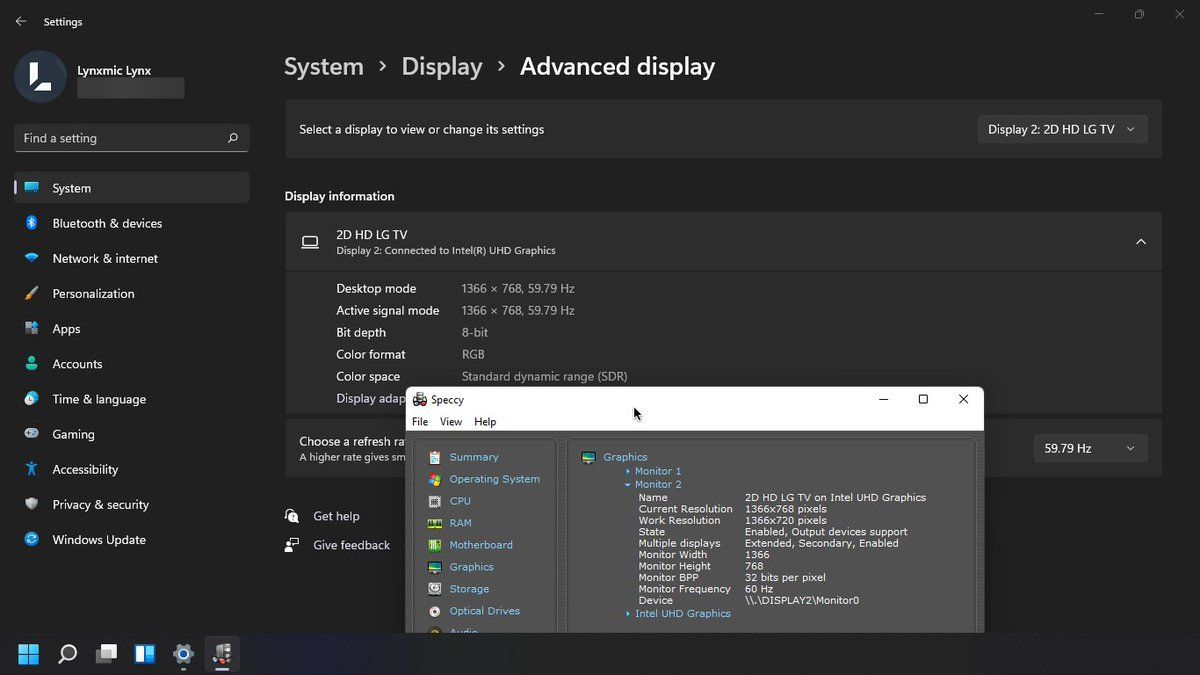 Settings
Lynxmic Lynx
Find a setting
System
Bluetooth & devices
Network & internet
Personalization
Apps
Accounts
Time & language
Gaming
Accessibility
Privacy & security
Windows Update
System > Display > Advanced display
Select a display to view or change its settings
Display 2: 2D HD LG TV
Display information
2D HD LG TV
Display 2: Connected to Intel(R) UHD Graphics
Desktop mode 1366 × 768, 59.79 Hz
Active signal mode 1366 × 768, 59.79 Hz
Bit depth 8-bit
Color format RGB
Color space Standard dynamic range (SDR)
Display adap
Choose a refresh ra
A higher rate gives sm
59.79 Hz
Get help
Give feedback
Speccy
File View Help
Summary
Operating System
CPU
RAM
Motherboard
Graphics
Storage
Optical Drives
Audio
Graphics
Monitor 1
Monitor 2
Name 2D HD LG TV on Intel UHD Graphics
Current Resolution 1366x768 pixels
Work Resolution 1366x720 pixels
State Enabled, Output devices support
Multiple displays Extended, Secondary, Enabled
Monitor Width 1366
Monitor Height 768
Monitor BPP 32 bits per pixel
Monitor Frequency 60 Hz
Device \\.\DISPLAY2\Monitor0
Intel UHD Graphics